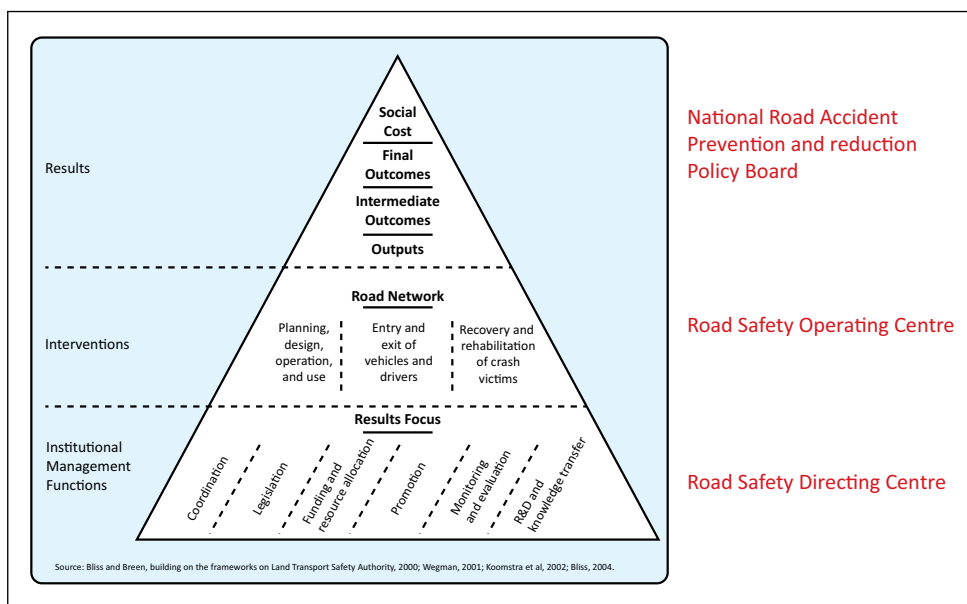 Results
Social
Cost
Final
Outcomes
Intermediate
Outcomes
Outputs
National Road Accident
Prevention and reduction
Policy Board
Interventions
Road Network
Planning,
design,
operation,
and use
Entry and
exit of
vehicles and
drivers
Recovery and
rehabilitation
of crash
victims
Road Safety Operating Centre
Institutional
Management
Functions
Results Focus
Coordination
Legislation
Funding and
resource allocation
Promotion
Monitoring
and evaluation
R&D and
knowledge transfer
Road Safety Directing Centre
Source: Bliss and Breen, building on the frameworks on Land Transport Safety Authority, 2000; Wegman, 2001; Koomstra et al, 2002; Bliss, 2004.